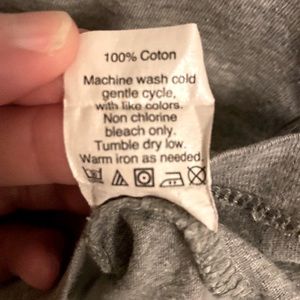 100% Coton
Machine wash cold
gentle cycle,
with like colors.
Non chlorine
bleach only.
Tumble dry low.
Warm iron as needed.